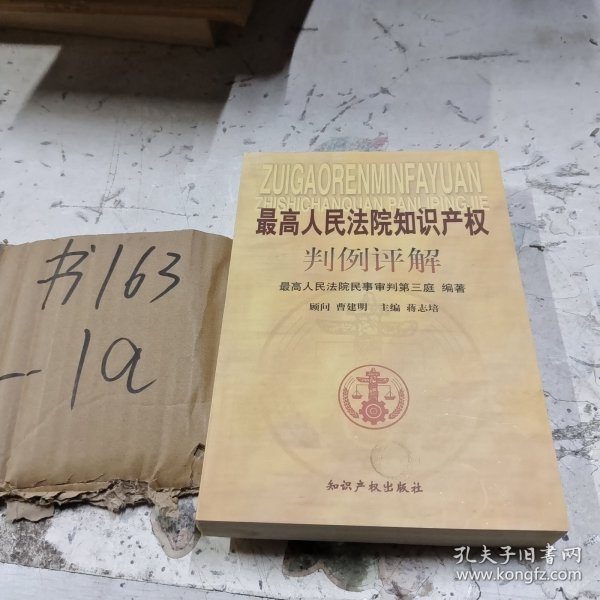 书163
--1a
ZUIGAORENMINFAYUAN
ZHISHICHANQUAN PANLIPINGJIE
最高人民法院知识产权
判例评解
最高人民法院民事审判第三庭 编著
顾问 曹建明 主编 蒋志培
知识产权出版社
孔夫子旧书网
www.kongfz.com